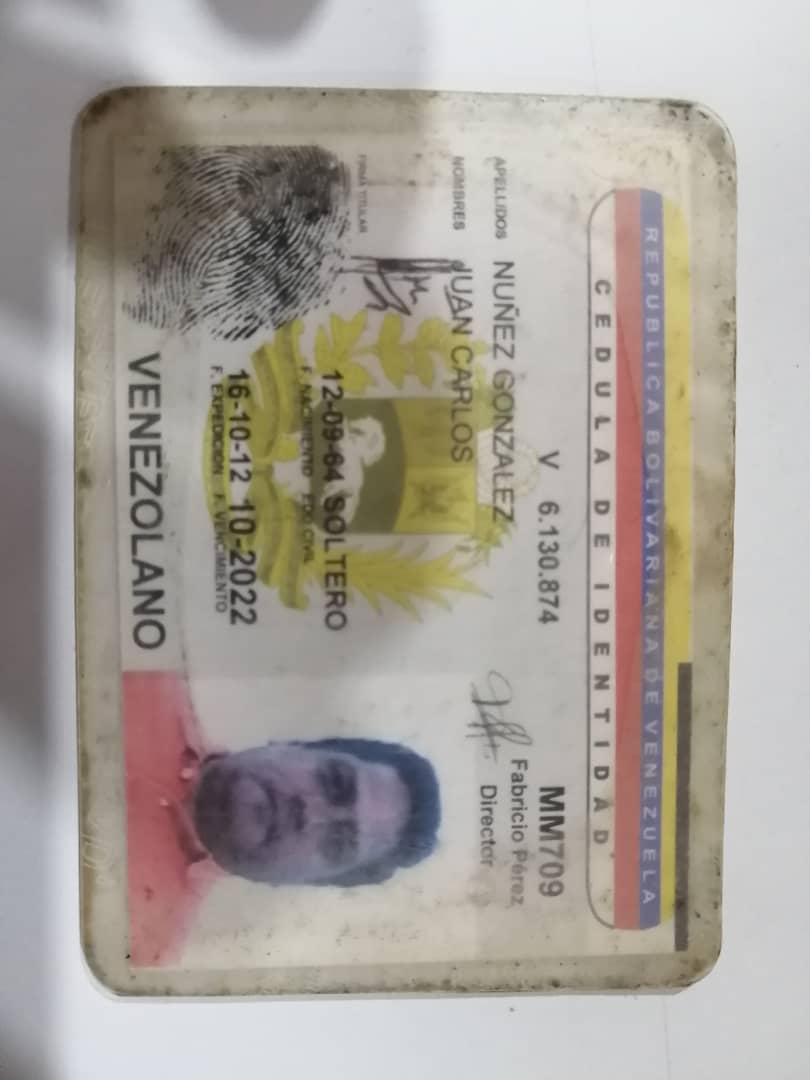 REPUBLICA BOLIVARIANA DE VENEZUELA
CEDULA DE IDENTIDAD
V 6.130.874
MM709
Fabricio Pérez
Director
APELLIDOS NUÑEZ GONZALEZ
NOMBRES JUAN CARLOS
FIRMA TITULAR
12-09-64 SOLTERO
F. NACIMIENTO EDO CIVIL
16-10-12 10-2022
F. EXPEDICION F. VENCIMIENTO
VENEZOLANO